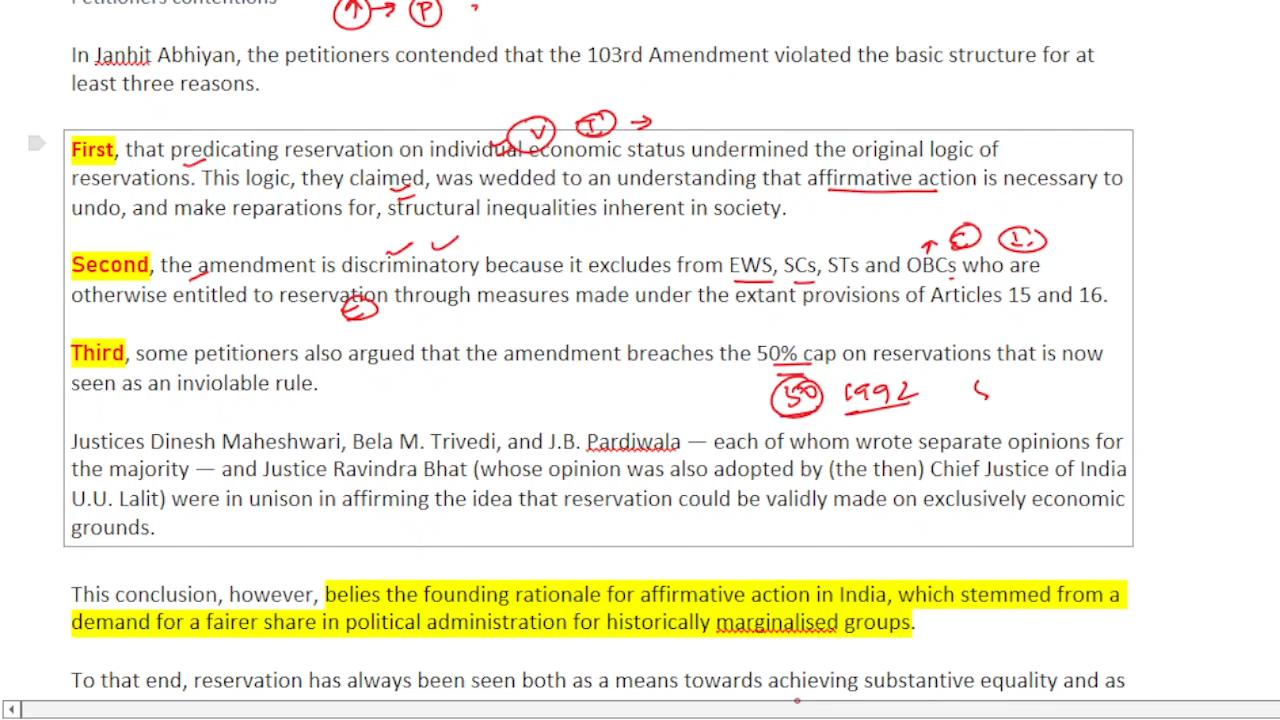 P
In Janhit Abhiyan, the petitioners contended that the 103rd Amendment violated the basic structure for at
least three reasons.
V I →
First, that predicating reservation on individual economic status undermined the original logic of
reservations. This logic, they claimed, was wedded to an understanding that affirmative action is necessary to
undo, and make reparations for, structural inequalities inherent in society.
Second, the amendment is discriminatory because it excludes from EWS, SCs, STs and OBCs who are
otherwise entitled to reservation through measures made under the extant provisions of Articles 15 and 16.
Third, some petitioners also argued that the amendment breaches the 50% cap on reservations that is now
seen as an inviolable rule.
50 1992
Justices Dinesh Maheshwari, Bela M. Trivedi, and J.B. Pardiwala — each of whom wrote separate opinions for
the majority — and Justice Ravindra Bhat (whose opinion was also adopted by (the then) Chief Justice of India
U.U. Lalit) were in unison in affirming the idea that reservation could be validly made on exclusively economic
grounds.
This conclusion, however, belies the founding rationale for affirmative action in India, which stemmed from a
demand for a fairer share in political administration for historically marginalised groups.
To that end, reservation has always been seen both as a means towards achieving substantive equality and as